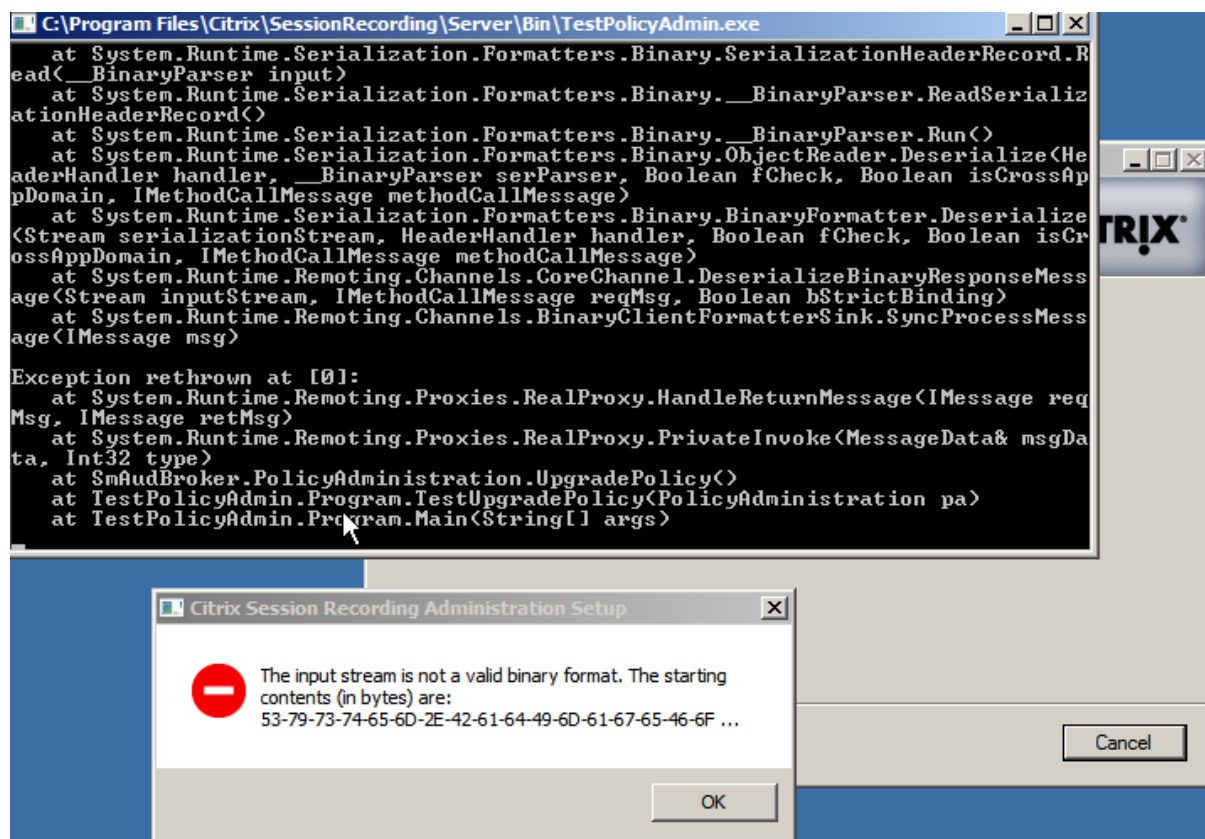 C:\Program Files\Citrix\SessionRecording\Server\Bin\TestPolicyAdmin.exe
   at System.Runtime.Serialization.Formatters.Binary.SerializationHeaderRecord.R
ead(__BinaryParser input)
   at System.Runtime.Serialization.Formatters.Binary.__BinaryParser.ReadSerializ
ationHeaderRecord()
   at System.Runtime.Serialization.Formatters.Binary.__BinaryParser.Run()
   at System.Runtime.Serialization.Formatters.Binary.ObjectReader.Deserialize(He
aderHandler handler, __BinaryParser serParser, Boolean fCheck, Boolean isCrossAp
pDomain, IMethodCallMessage methodCallMessage)
   at System.Runtime.Serialization.Formatters.Binary.BinaryFormatter.Deserialize
(Stream serializationStream, HeaderHandler handler, Boolean fCheck, Boolean isCr
ossAppDomain, IMethodCallMessage methodCallMessage)
   at System.Runtime.Remoting.Channels.CoreChannel.DeserializeBinaryResponseMess
age(Stream inputStream, IMethodCallMessage reqMsg, Boolean bStrictBinding)
   at System.Runtime.Remoting.Channels.BinaryClientFormatterSink.SyncProcessMess
age(IMessage msg)
Exception rethrown at [0]:
   at System.Runtime.Remoting.Proxies.RealProxy.HandleReturnMessage(IMessage req
Msg, IMessage retMsg)
   at System.Runtime.Remoting.Proxies.RealProxy.PrivateInvoke(MessageData& msgDa
ta, Int32 type)
   at SmAudBroker.PolicyAdministration.UpgradePolicy()
   at TestPolicyAdmin.Program.TestUpgradePolicy(PolicyAdministration pa)
   at TestPolicyAdmin.Program.Main(String[] args)
TRIX
Citrix Session Recording Administration Setup
The input stream is not a valid binary format. The starting
contents (in bytes) are:
53-79-73-74-65-6D-2E-42-61-64-49-6D-61-67-65-46-6F ...
OK
Cancel